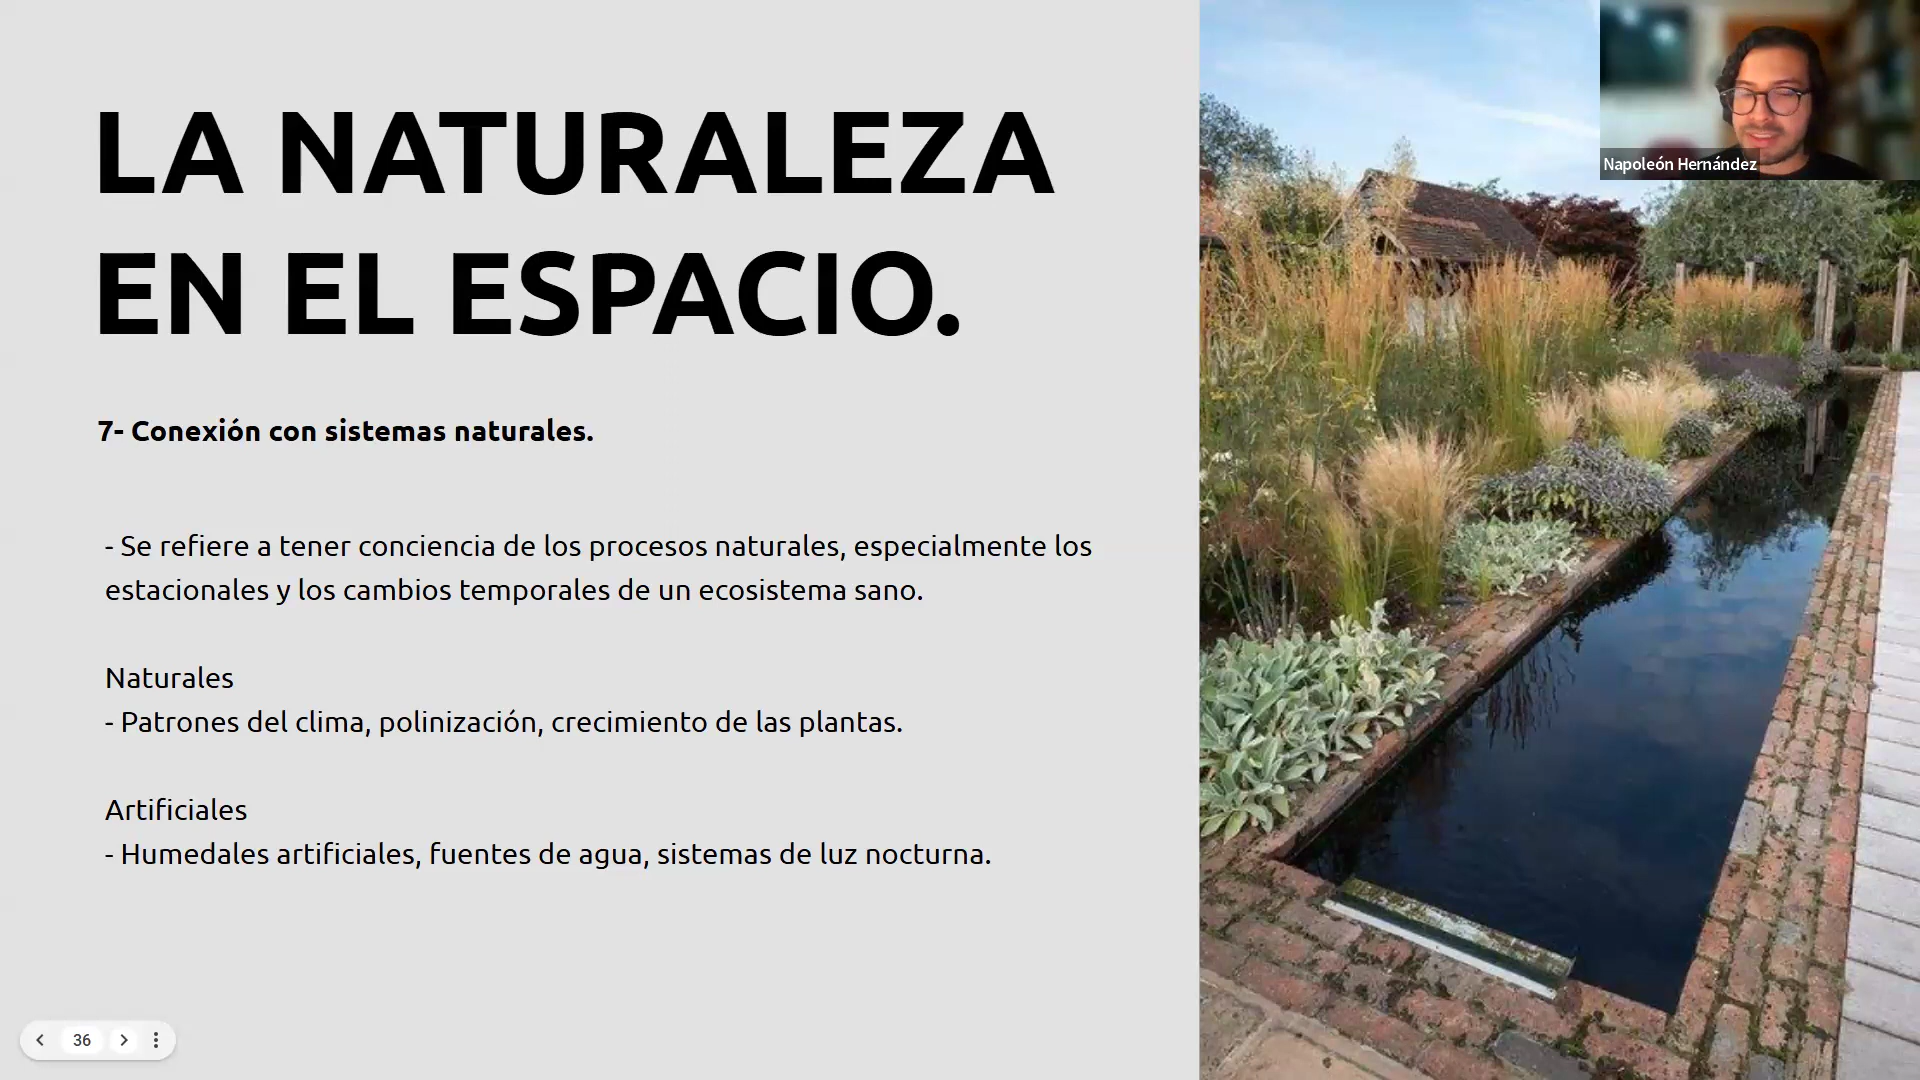 LA NATURALEZA
EN EL ESPACIO.
7- Conexión con sistemas naturales.
- Se refiere a tener conciencia de los procesos naturales, especialmente los
estacionales y los cambios temporales de un ecosistema sano.
Naturales
- Patrones del clima, polinización, crecimiento de las plantas.
Artificiales
- Humedales artificiales, fuentes de agua, sistemas de luz nocturna.
Napoleón Hernández
36